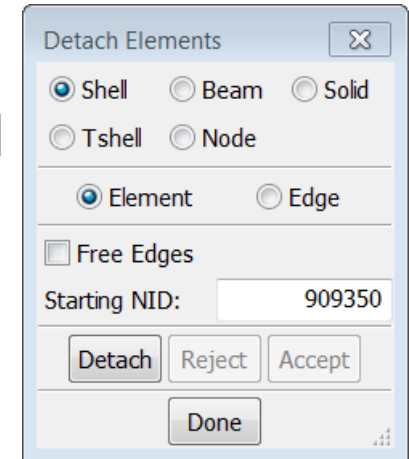 Detach Elements
Shell Beam Solid
Tshell Node
Element Edge
Free Edges
Starting NID: 909350
Detach Reject Accept
Done